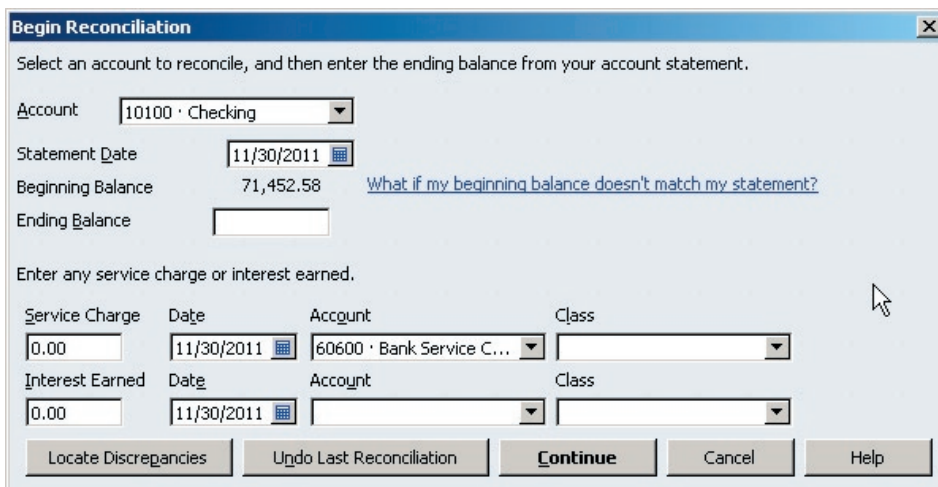 Begin Reconciliation
Select an account to reconcile, and then enter the ending balance from your account statement.
Account 10100 · Checking
Statement Date 11/30/2011
Beginning Balance 71,452.58 What if my beginning balance doesn't match my statement?
Ending Balance
Enter any service charge or interest earned.
Service Charge Date Account Class
0.00 11/30/2011 60600 · Bank Service C...
Interest Earned Date Account Class
0.00 11/30/2011
Locate Discrepancies Undo Last Reconciliation Continue Cancel Help